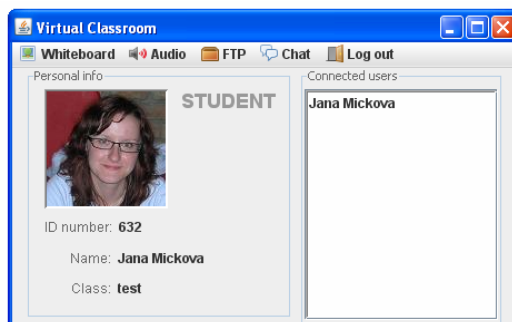 Virtual Classroom
Whiteboard Audio FTP Chat Log out
Personal info
STUDENT
ID number: 632
Name: Jana Mickova
Class: test
Connected users
Jana Mickova